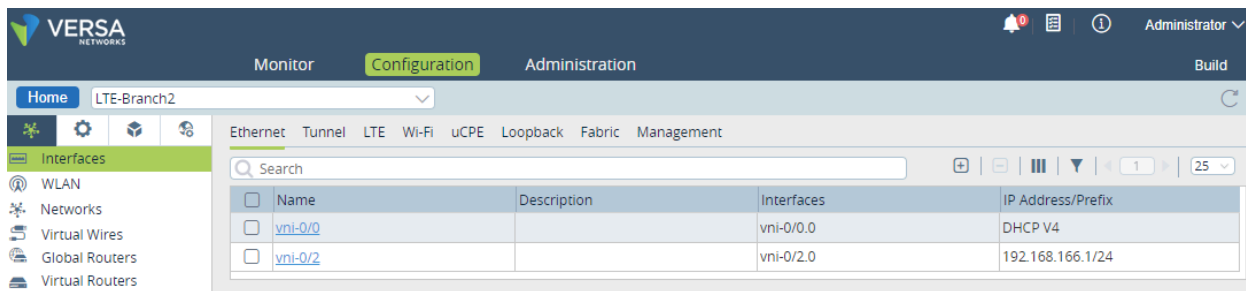 VERSA
NETWORKS
0
Administrator
Monitor Configuration Administration Build
Home LTE-Branch2
Ethernet Tunnel LTE Wi-Fi uCPE Loopback Fabric Management
Interfaces
Search 1 25
WLAN
Name Description Interfaces IP Address/Prefix
Networks
vni-0/0 vni-0/0.0 DHCP V4
Virtual Wires
vni-0/2 vni-0/2.0 192.168.166.1/24
Global Routers
Virtual Routers